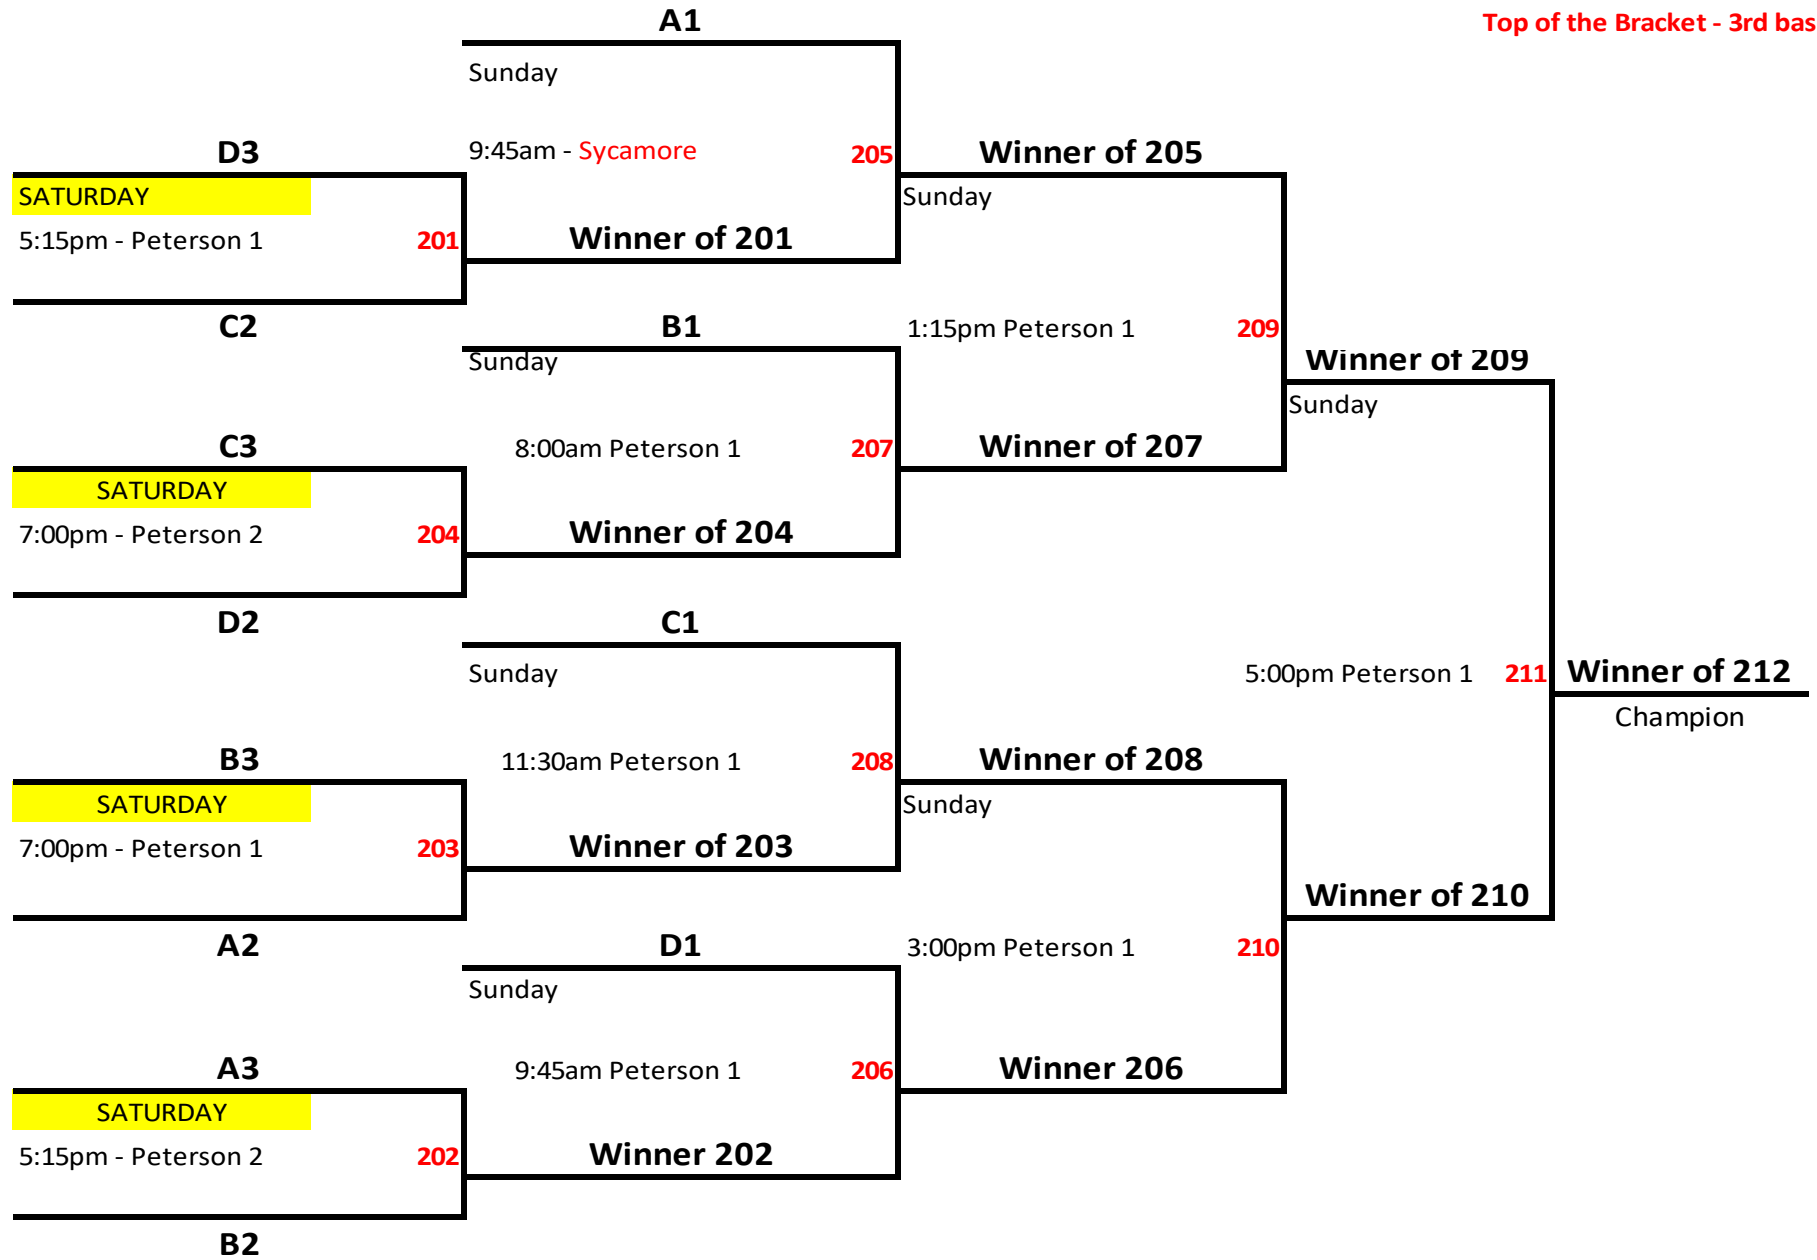 A1
Top of the Bracket - 3rd bas
Sunday
D3
9:45am - Sycamore
205
Winner of 205
SATURDAY
Sunday
5:15pm - Peterson 1
201
Winner of 201
C2
B1
1:15pm Peterson 1
209
Sunday
Winner of 209
Sunday
C3
8:00am Peterson 1
207
Winner of 207
SATURDAY
7:00pm - Peterson 2
204
Winner of 204
D2
C1
Sunday
5:00pm Peterson 1
211
Winner of 212
Champion
B3
11:30am Peterson 1
208
Winner of 208
SATURDAY
Sunday
7:00pm - Peterson 1
203
Winner of 203
Winner of 210
A2
D1
3:00pm Peterson 1
210
Sunday
A3
9:45am Peterson 1
206
Winner 206
SATURDAY
5:15pm - Peterson 2
202
Winner 202
B2